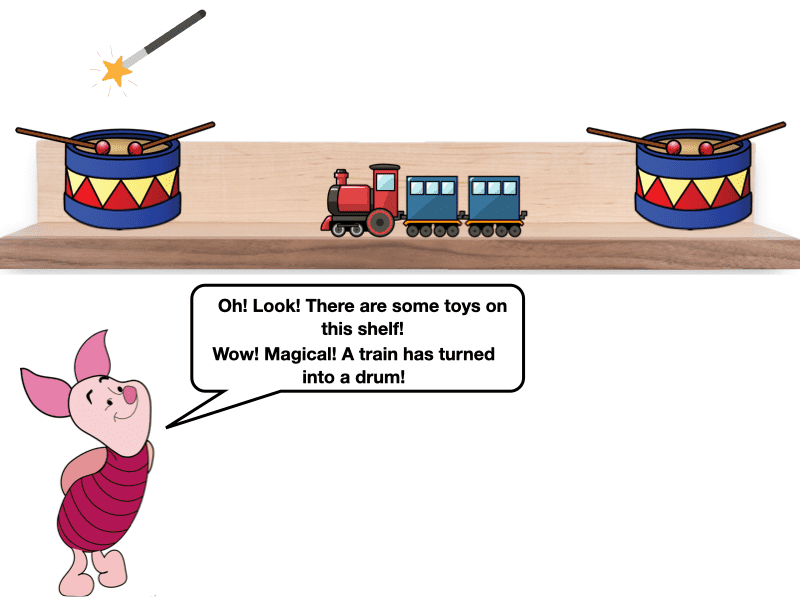 Oh! Look! There are some toys on
this shelf!
Wow! Magical! A train has turned
into a drum!